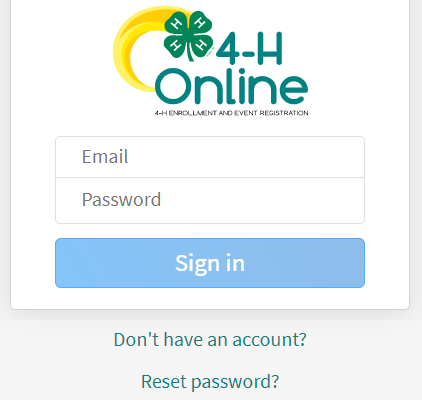 H H
H H
4-H
Online
4-H ENROLLMENT AND EVENT REGISTRATION
Email
Password
Sign in
Don't have an account?
Reset password?